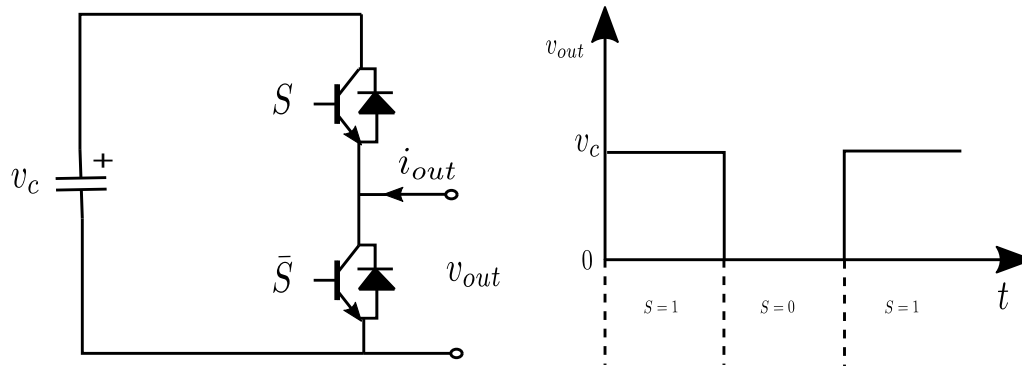 S
+
v_c
i_out
S̄
v_out
v_out
v_c
0
t
S = 1
S = 0
S = 1